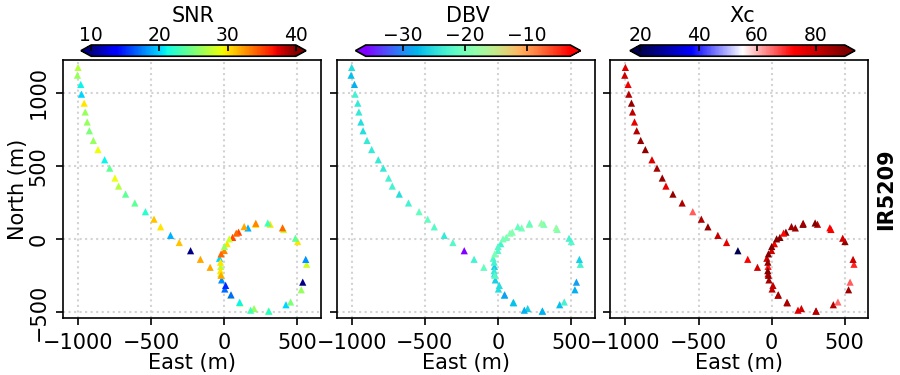 SNR DBV Xc
10 20 30 40 −30 −20 −10 20 40 60 80
1000
500
0
−500
North (m)
−1000 −500 0 500 −1000 −500 0 500 −1000 −500 0 500
East (m) East (m) East (m)
IR5209